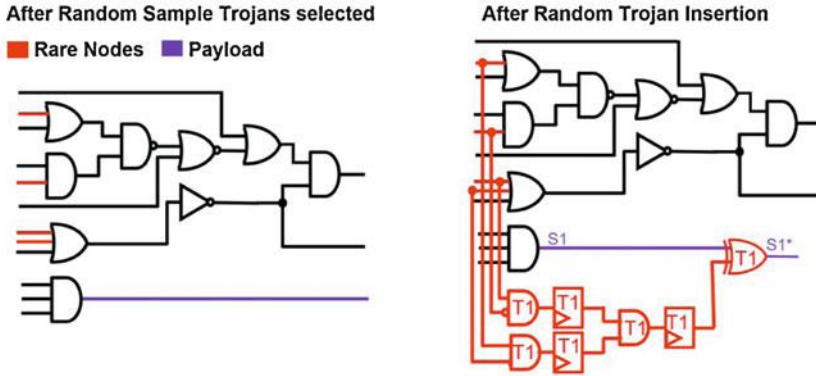 After Random Sample Trojans selected
Rare Nodes Payload
After Random Trojan Insertion
S1
T1
S1*
T1
T1
T1
T1
T1
T1